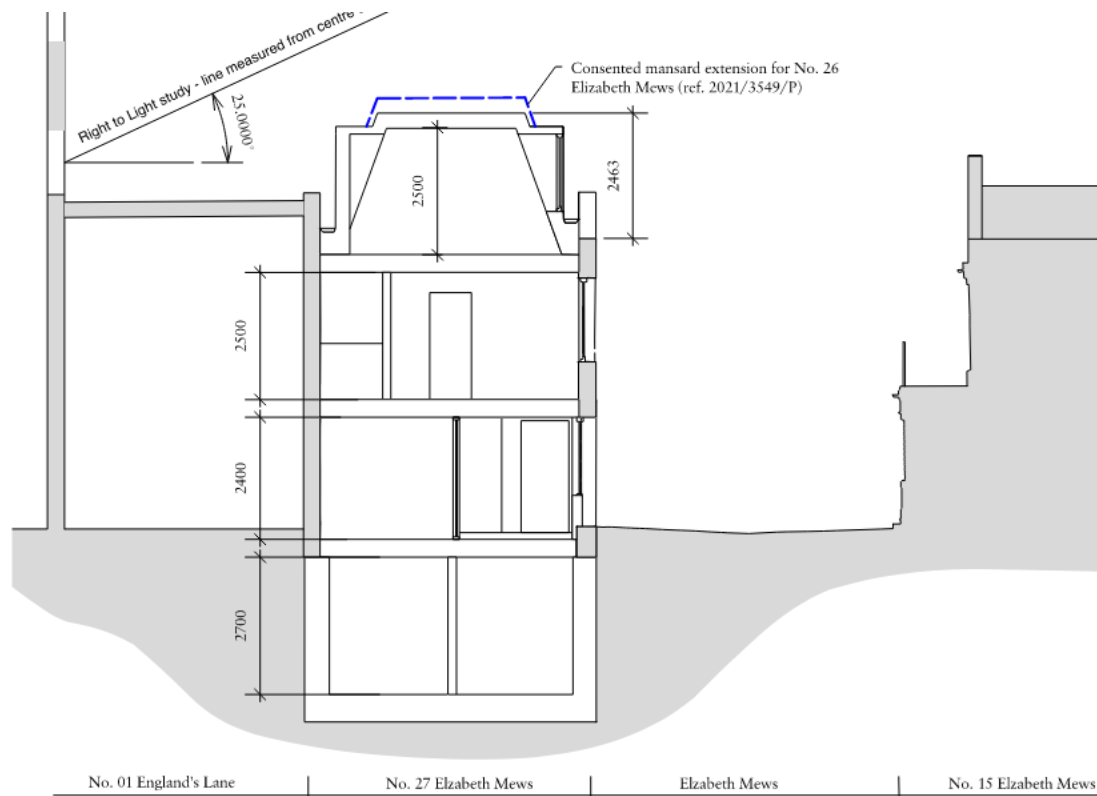 Right to Light study - line measured from centre
25.0000°
Consented mansard extension for No. 26
Elizabeth Mews (ref. 2021/3549/P)
2500
2463
2500
2400
2700
No. 01 England's Lane
No. 27 Elzabeth Mews
Elzabeth Mews
No. 15 Elzabeth Mews